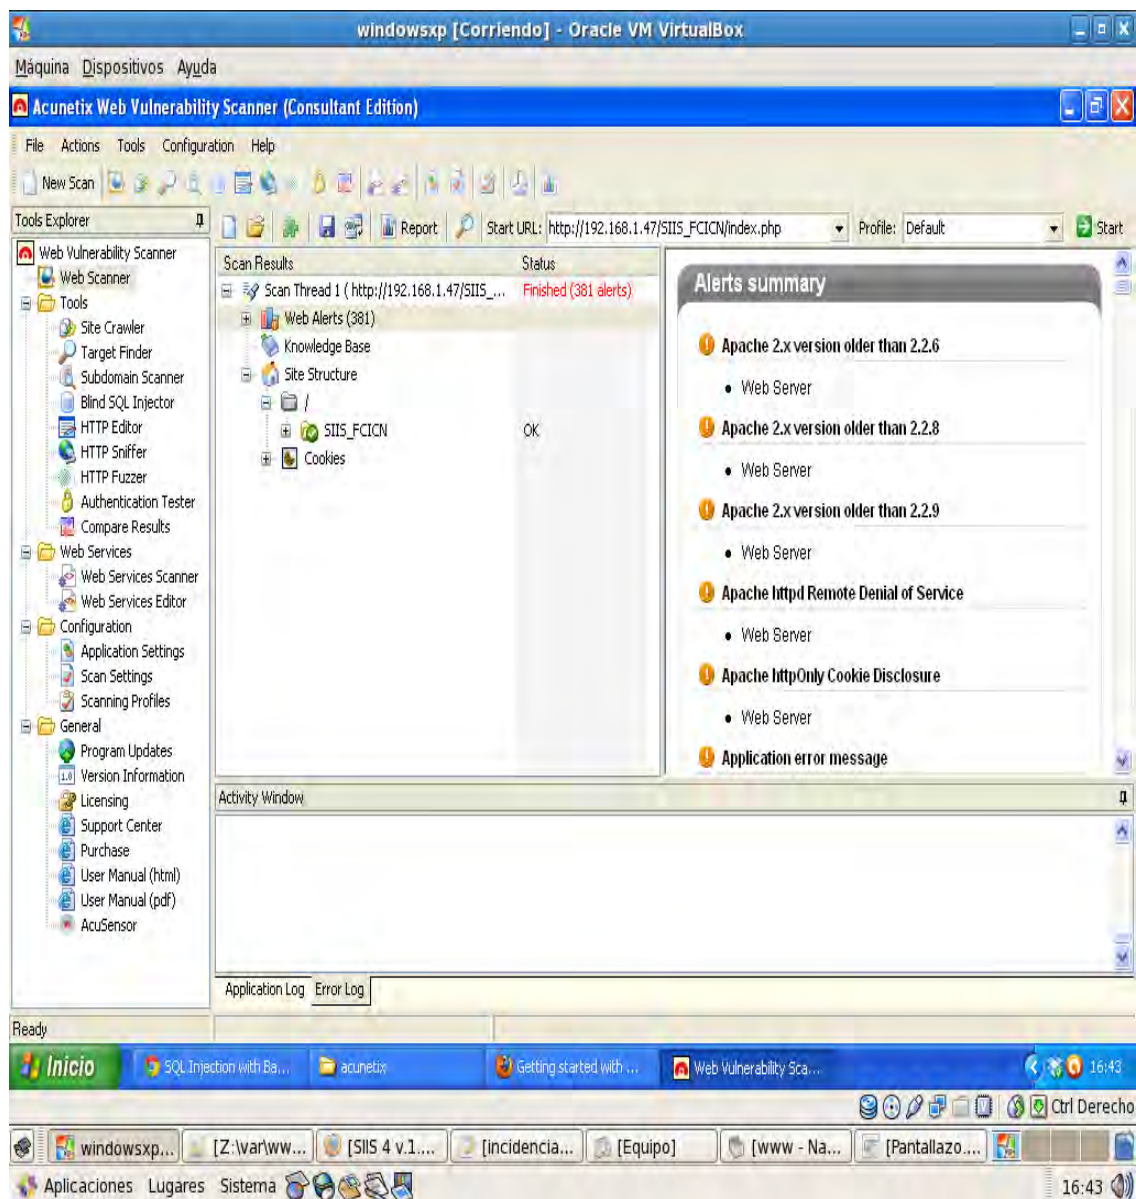 windowsxp [Corriendo] - Oracle VM VirtualBox
Máquina Dispositivos Ayuda
Acunetix Web Vulnerability Scanner (Consultant Edition)
File Actions Tools Configuration Help
New Scan
Tools Explorer
Report Start URL: http://192.168.1.47/SIIS_FCICN/index.php Profile: Default Start
Web Vulnerability Scanner
Web Scanner
Tools
Site Crawler
Target Finder
Subdomain Scanner
Blind SQL Injector
HTTP Editor
HTTP Sniffer
HTTP Fuzzer
Authentication Tester
Compare Results
Web Services
Web Services Scanner
Web Services Editor
Configuration
Application Settings
Scan Settings
Scanning Profiles
General
Program Updates
1.0 Version Information
Licensing
Support Center
Purchase
User Manual (html)
User Manual (pdf)
AcuSensor
Scan Results Status
Scan Thread 1 ( http://192.168.1.47/SIIS_... Finished (381 alerts)
Web Alerts (381)
Knowledge Base
Site Structure
/
SIIS_FCICN OK
Cookies
Alerts summary
Apache 2.x version older than 2.2.6
• Web Server
Apache 2.x version older than 2.2.8
• Web Server
Apache 2.x version older than 2.2.9
• Web Server
Apache httpd Remote Denial of Service
• Web Server
Apache httpOnly Cookie Disclosure
• Web Server
Application error message
Activity Window
Application Log Error Log
Ready
Inicio SQL Injection with Ba... acunetix Getting started with ... Web Vulnerability Sca... 16:43
Ctrl Derecho
windowsxp... [Z:\var\ww... [SIIS 4 v.1.... [incidencia... [Equipo] [www - Na... [Pantallazo....
Aplicaciones Lugares Sistema 16:43